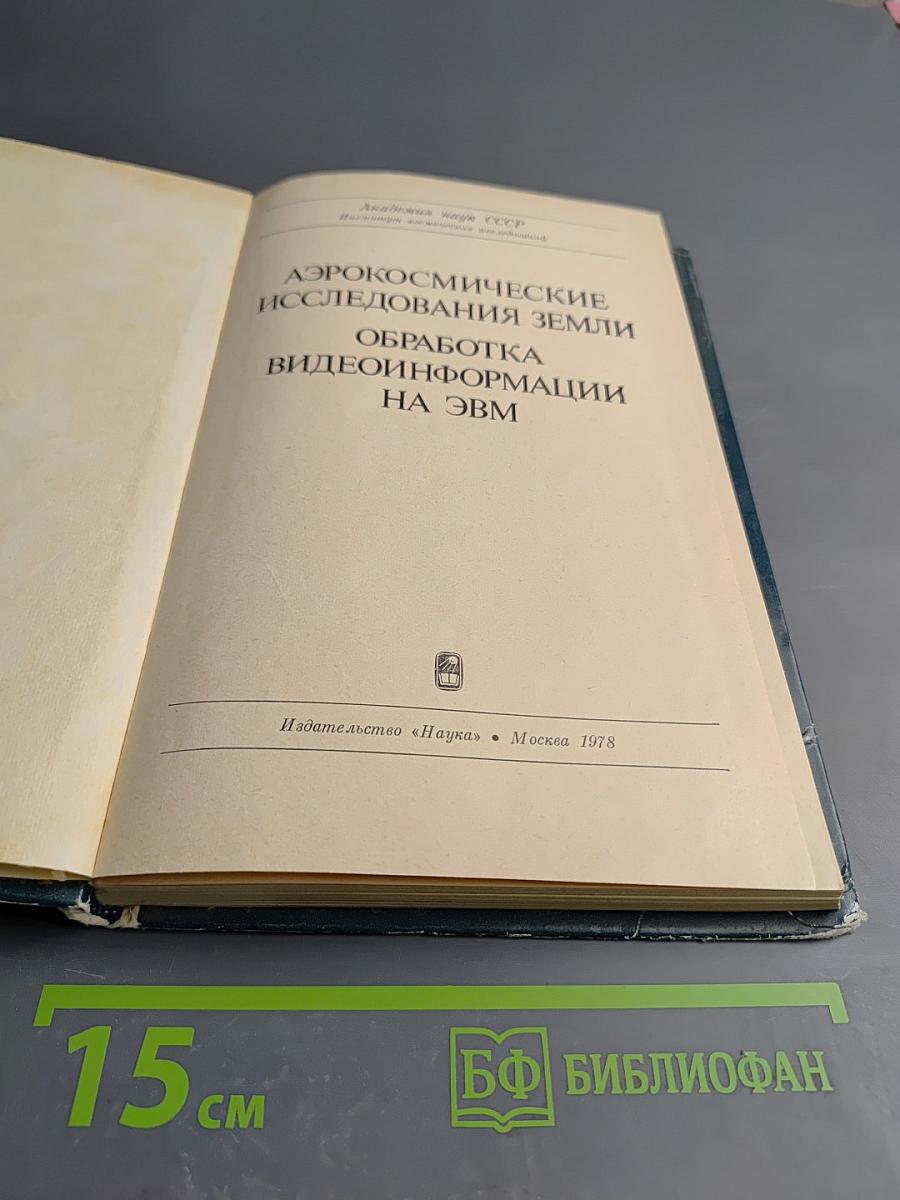 Академия наук СССР
Институт космических исследований
АЭРОКОСМИЧЕСКИЕ
ИССЛЕДОВАНИЯ ЗЕМЛИ
ОБРАБОТКА
ВИДЕОИНФОРМАЦИИ
НА ЭВМ
Издательство «Наука» • Москва 1978
15 см
БФ БИБЛИОФАН